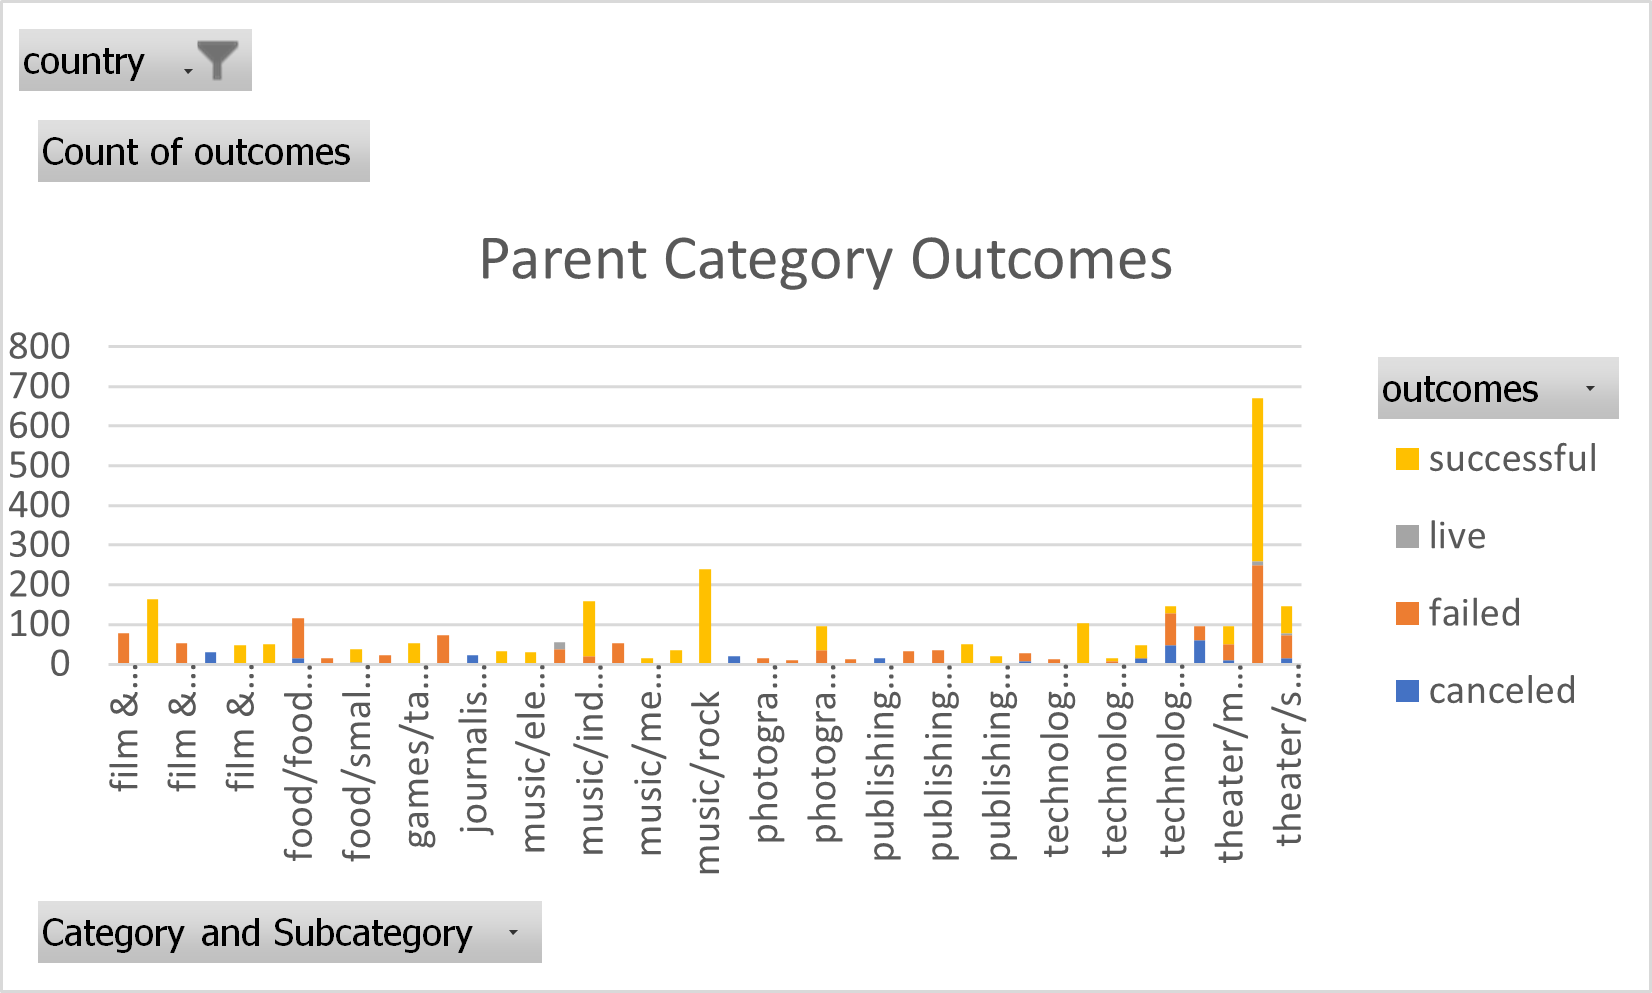 country
Count of outcomes
Parent Category Outcomes
800
700
600
500
400
300
200
100
0
outcomes
successful
live
failed
canceled
film &...
film &...
film &...
food/food...
food/smal...
games/ta...
journalis...
music/ele...
music/ind...
music/me...
music/rock
photogra...
photogra...
publishing...
publishing...
publishing...
technolog...
technolog...
technolog...
theater/m...
theater/s...
Category and Subcategory